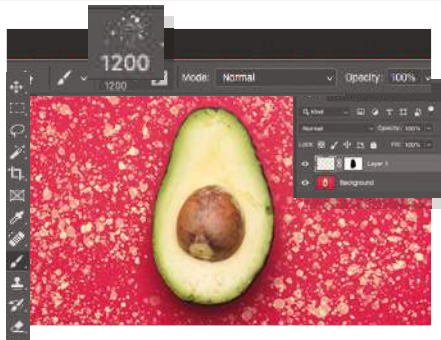 1200
1200
Mode: Normal
Opacity: 100%
Kind
Normal
Opacity: 100%
Lock:
Fill: 100%
Layer 1
Background